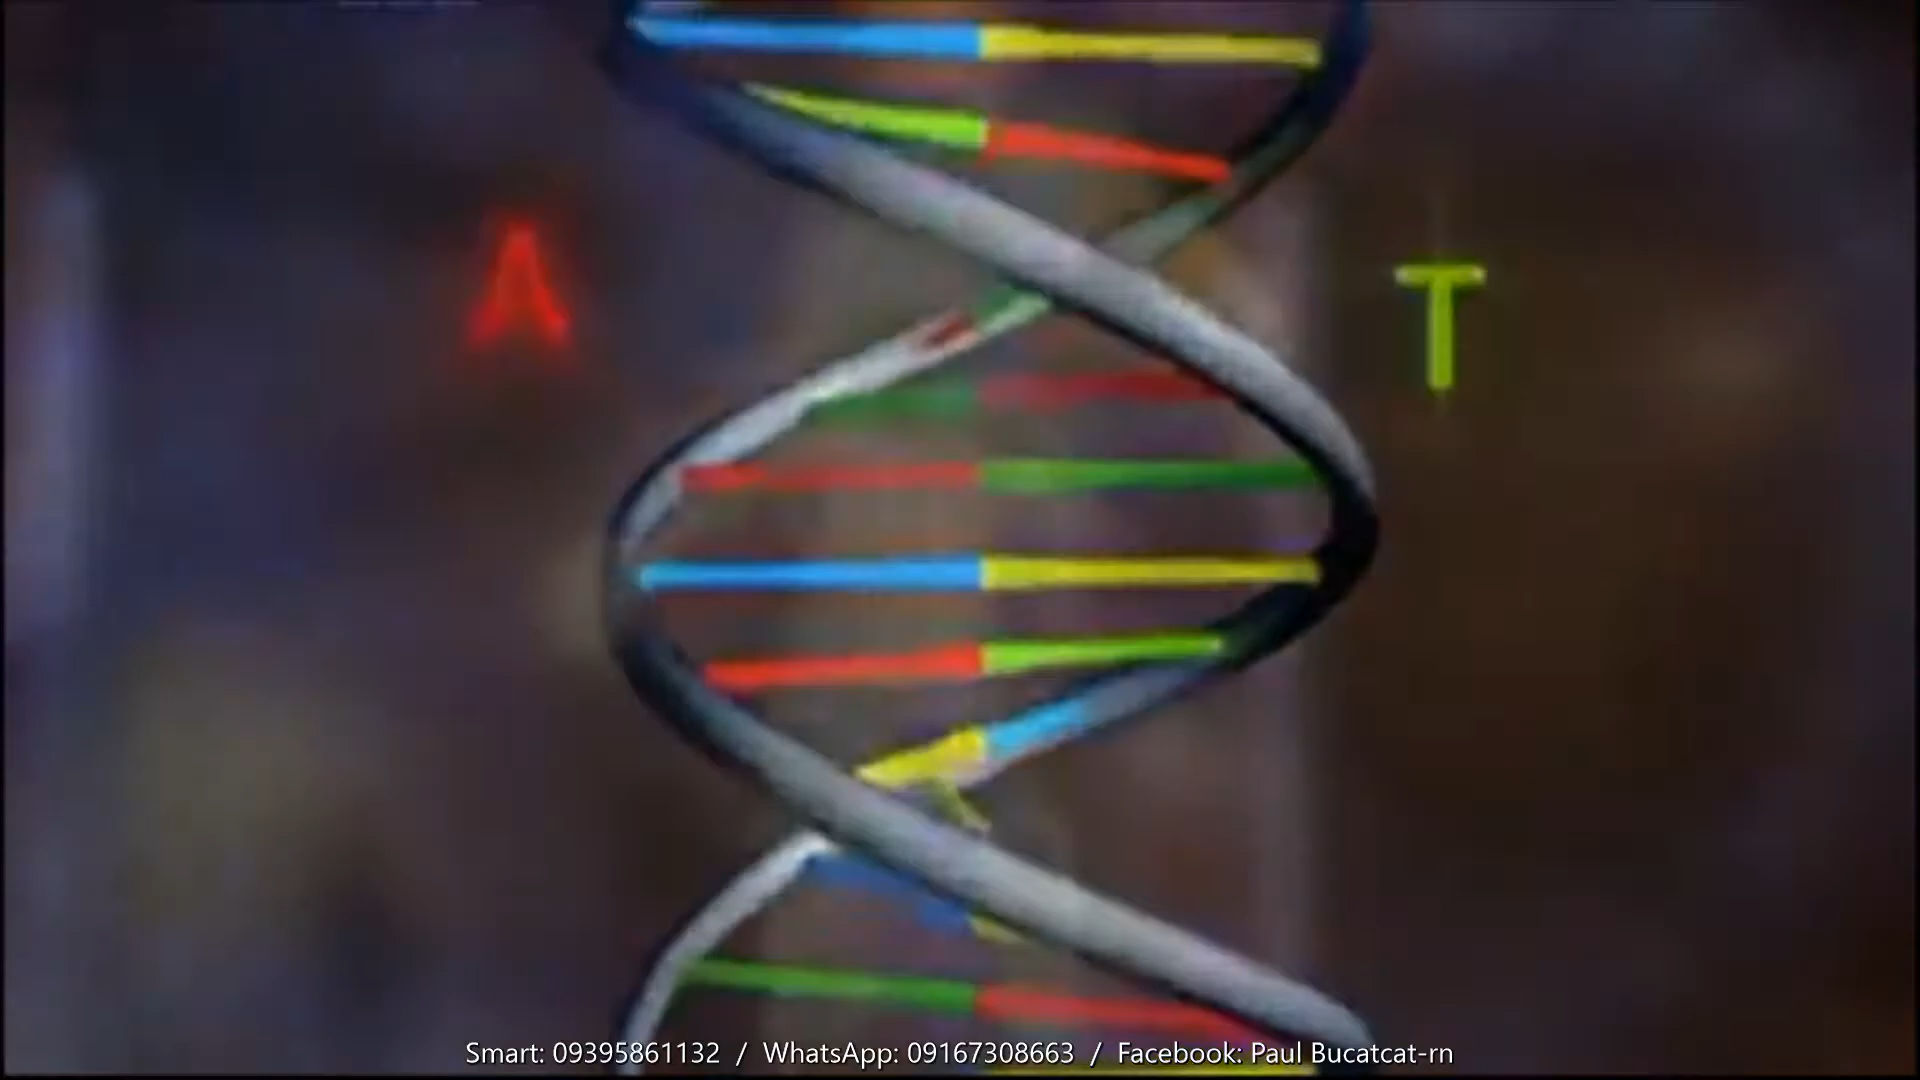 A
T
Smart: 09395861132 / WhatsApp: 09167308663 / Facebook: Paul Bucatcat-rn